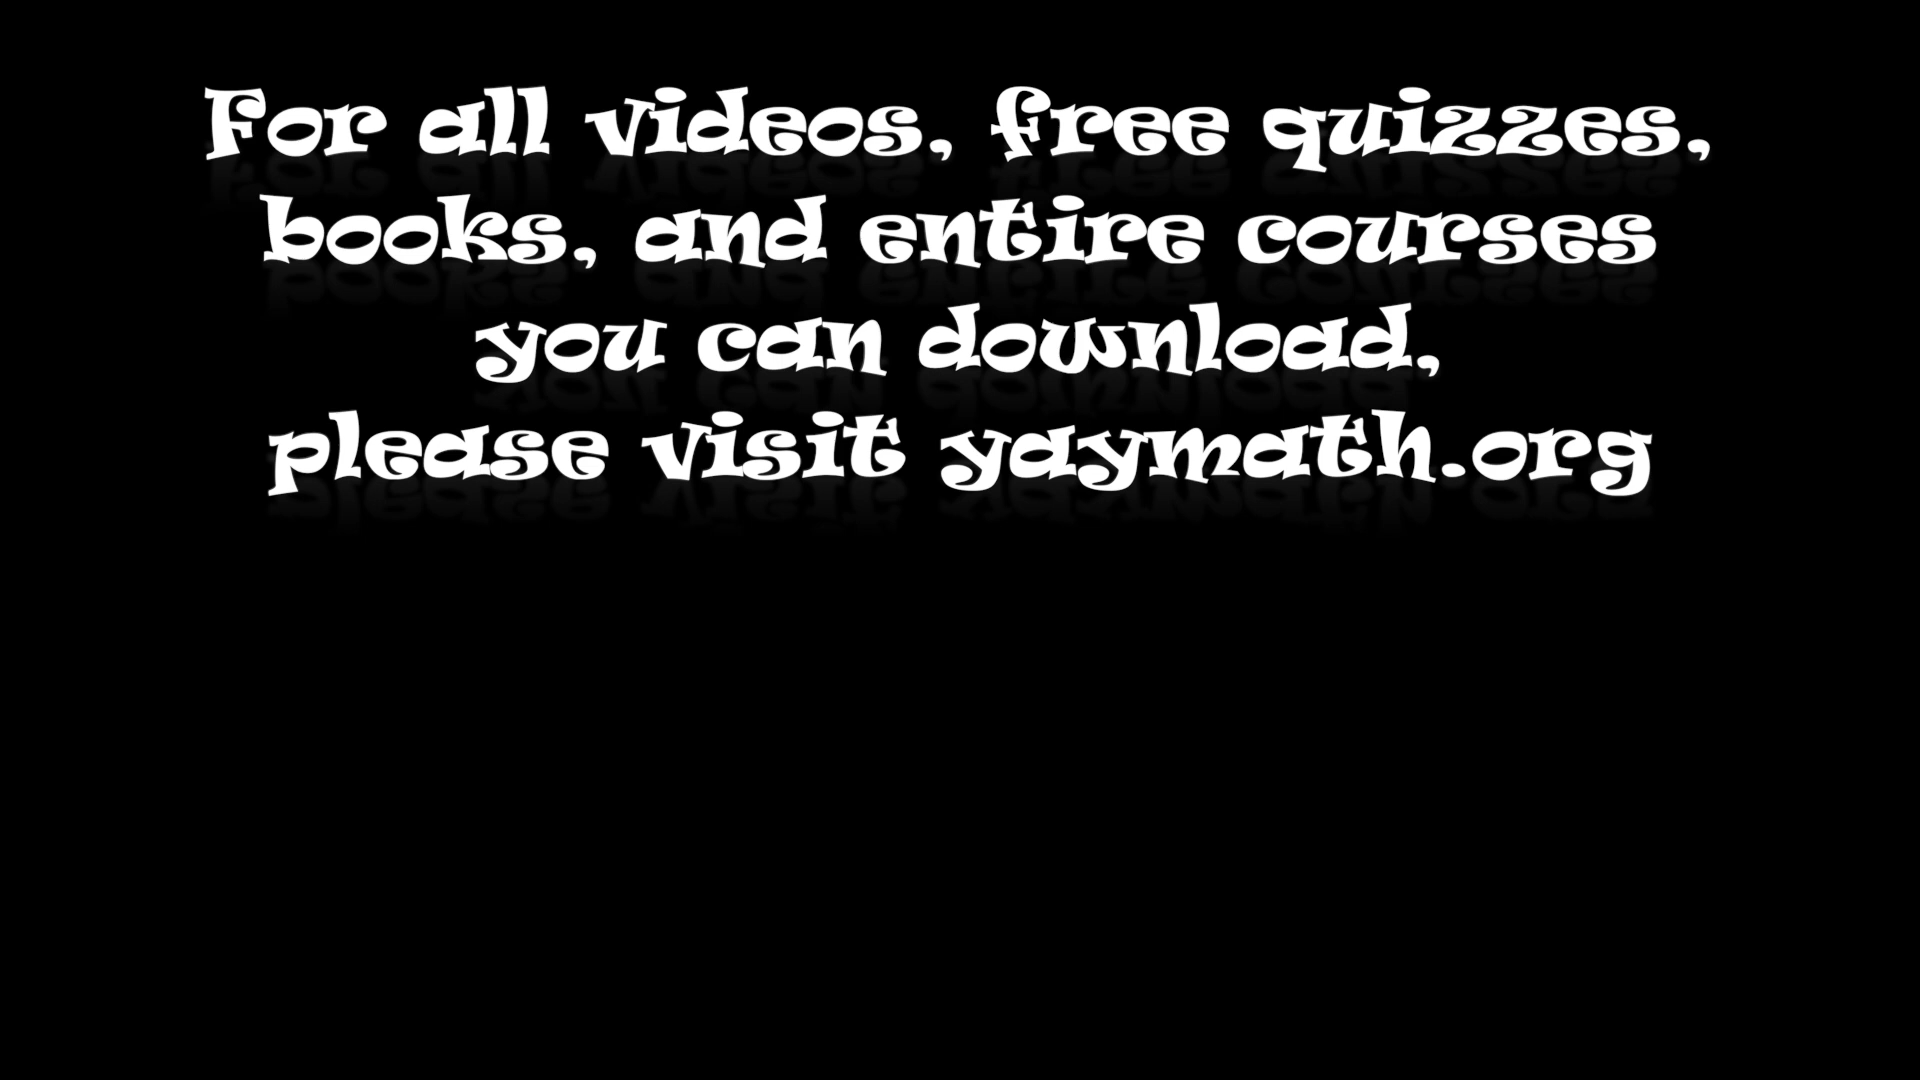 For all videos, free quizzes,
books, and entire courses
you can download,
please visit yaymath.org